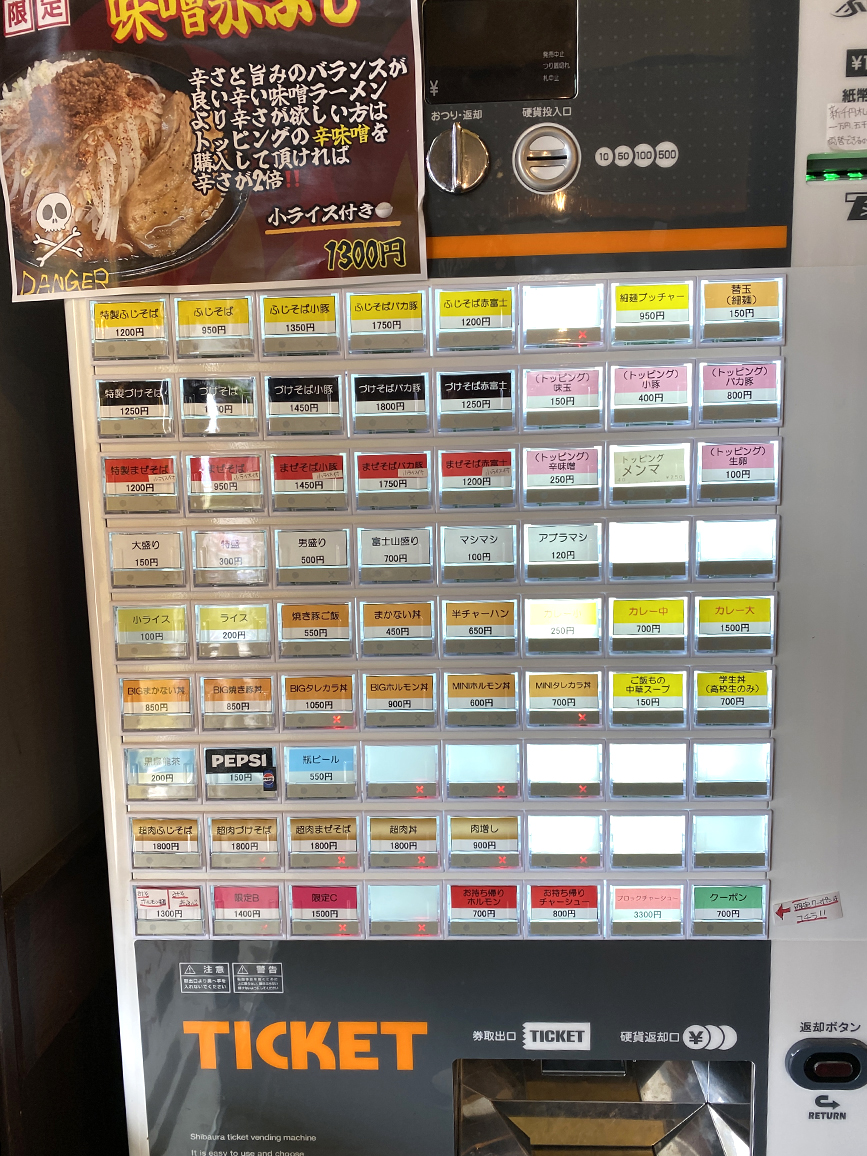 限定
味噌赤ふじ
辛さと旨みのバランスが
良い辛い味噌ラーメン
より辛さが欲しい方は
トッピングの辛味噌を
購入して頂ければ
辛さが2倍!!
小ライス付き
1300円
DANGER
発売中止
つり銭切れ
札中止
¥
おつり・返却
硬貨投入口
10 50 100 500
紙幣
特製ふじそば 1200円
ふじそば 950円
ふじそば小豚 1350円
ふじそばバカ豚 1750円
ふじそば赤富士 1200円
細麺ブッチャー 950円
替玉(細麺) 150円
特製づけそば 1250円
づけそば
づけそば小豚 1450円
づけそばバカ豚 1800円
づけそば赤富士 1250円
(トッピング)味玉 150円
(トッピング)小豚 400円
(トッピング)バカ豚 800円
特製まぜそば 1200円
まぜそば 950円
まぜそば小豚 1450円
まぜそばバカ豚 1750円
まぜそば赤富士 1200円
(トッピング)辛味噌 250円
トッピング メンマ
(トッピング)生卵 100円
大盛り 150円
特盛 300円
男盛り 500円
富士山盛り 700円
マシマシ 100円
アブラマシ 120円
小ライス 100円
ライス 200円
焼き豚ご飯 550円
まかない丼 450円
半チャーハン 650円
250円
カレー中 700円
カレー大 1500円
BIGまかない丼 850円
BIG焼き豚丼 850円
BIGタレカラ丼 1050円
BIGホルモン丼 900円
MINIホルモン丼 600円
MINIタレカラ丼 700円
ご飯もの中華スープ 150円
学生丼(高校生のみ) 700円
黒烏龍茶 200円
PEPSI 150円
瓶ビール 550円
超肉ふじそば 1800円
超肉づけそば 1800円
超肉まぜそば 1800円
超肉丼 1800円
肉増し 900円
1300円
限定B 1400円
限定C 1500円
お持ち帰りホルモン 700円
お持ち帰りチャーシュー 800円
ブロックチャーシュー 3300円
クーポン 700円
注意
警告
TICKET
券取出口
TICKET
硬貨返却口
¥
返却ボタン
RETURN
Shibaura ticket vending machine
It is easy to use and choose